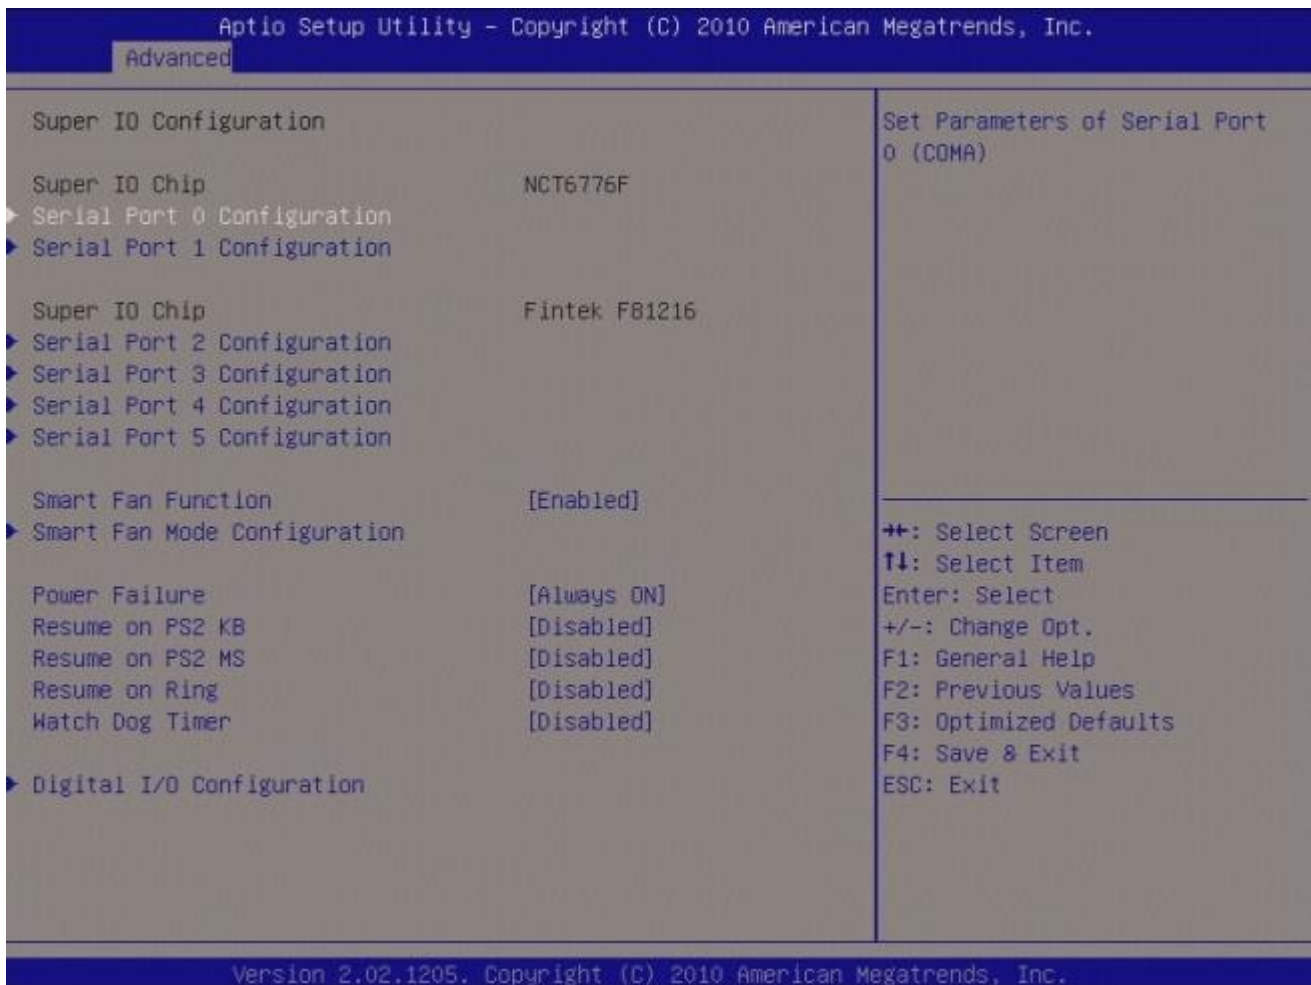 Aptio Setup Utility – Copyright (C) 2010 American Megatrends, Inc.
Advanced
Super IO Configuration
Super IO Chip NCT6776F
Serial Port 0 Configuration
Serial Port 1 Configuration
Super IO Chip Fintek F81216
Serial Port 2 Configuration
Serial Port 3 Configuration
Serial Port 4 Configuration
Serial Port 5 Configuration
Smart Fan Function [Enabled]
Smart Fan Mode Configuration
Power Failure [Always ON]
Resume on PS2 KB [Disabled]
Resume on PS2 MS [Disabled]
Resume on Ring [Disabled]
Watch Dog Timer [Disabled]
Digital I/O Configuration
Set Parameters of Serial Port
0 (COMA)
→←: Select Screen
↑↓: Select Item
Enter: Select
+/-: Change Opt.
F1: General Help
F2: Previous Values
F3: Optimized Defaults
F4: Save & Exit
ESC: Exit
Version 2.02.1205. Copyright (C) 2010 American Megatrends, Inc.